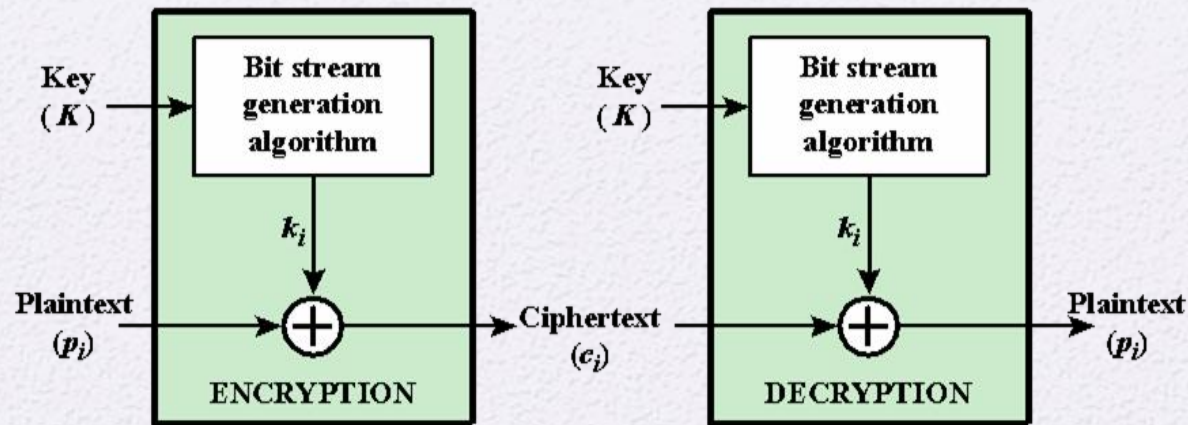 Key
(K)
Bit stream
generation
algorithm
k_i
Plaintext
(p_i)
ENCRYPTION
Ciphertext
(c_i)
Key
(K)
Bit stream
generation
algorithm
k_i
DECRYPTION
Plaintext
(p_i)